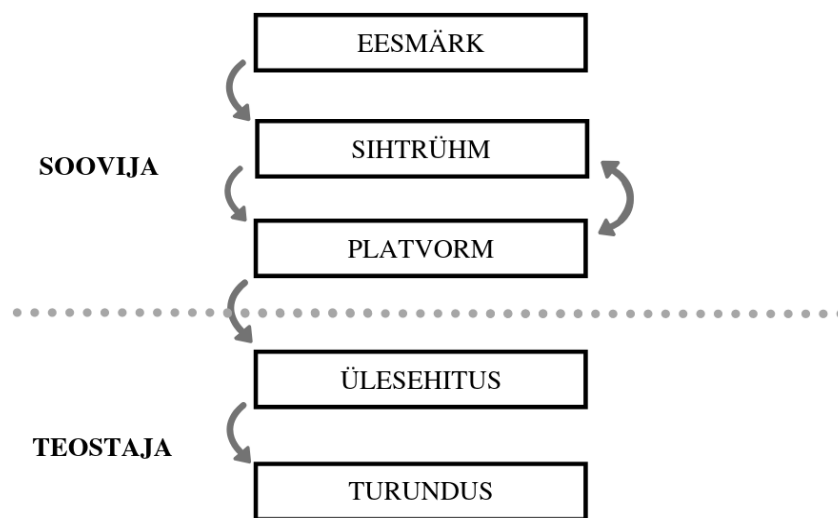 EESMÄRK
SIHTRÜHM
SOOVIJA
PLATVORM
ÜLESEHITUS
TEOSTAJA
TURUNDUS